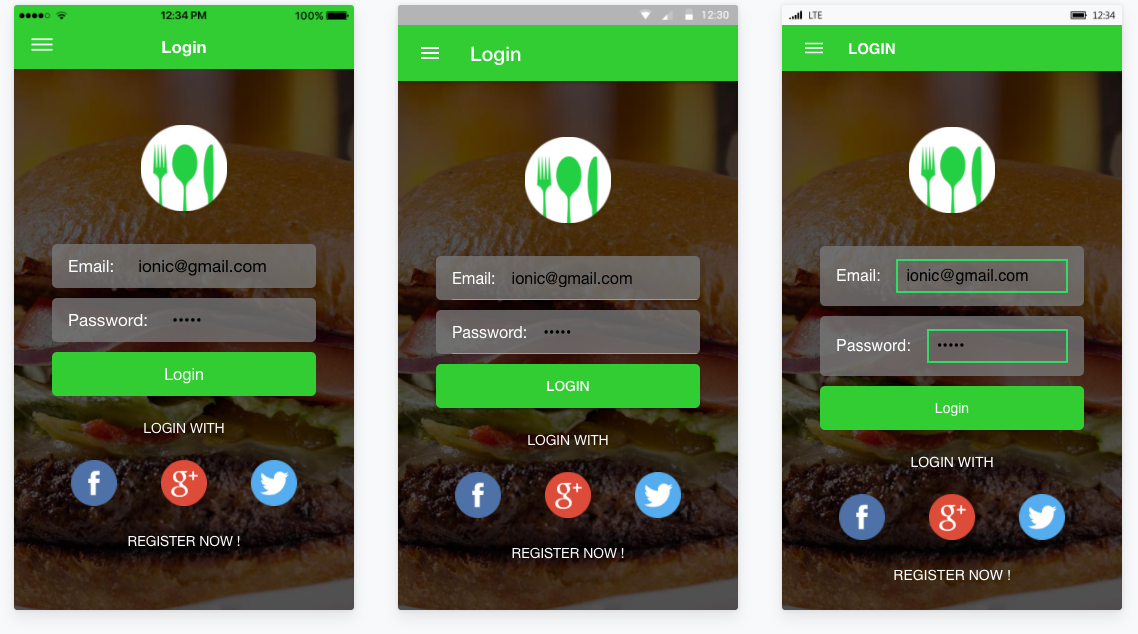 12:34 PM 100%
Login
Email: ionic@gmail.com
Password: •••••
Login
LOGIN WITH
f g+
REGISTER NOW !
12:30
Login
Email: ionic@gmail.com
Password: •••••
LOGIN
LOGIN WITH
f g+
REGISTER NOW !
LTE 12:34
LOGIN
Email: ionic@gmail.com
Password: •••••
Login
LOGIN WITH
f g+
REGISTER NOW !